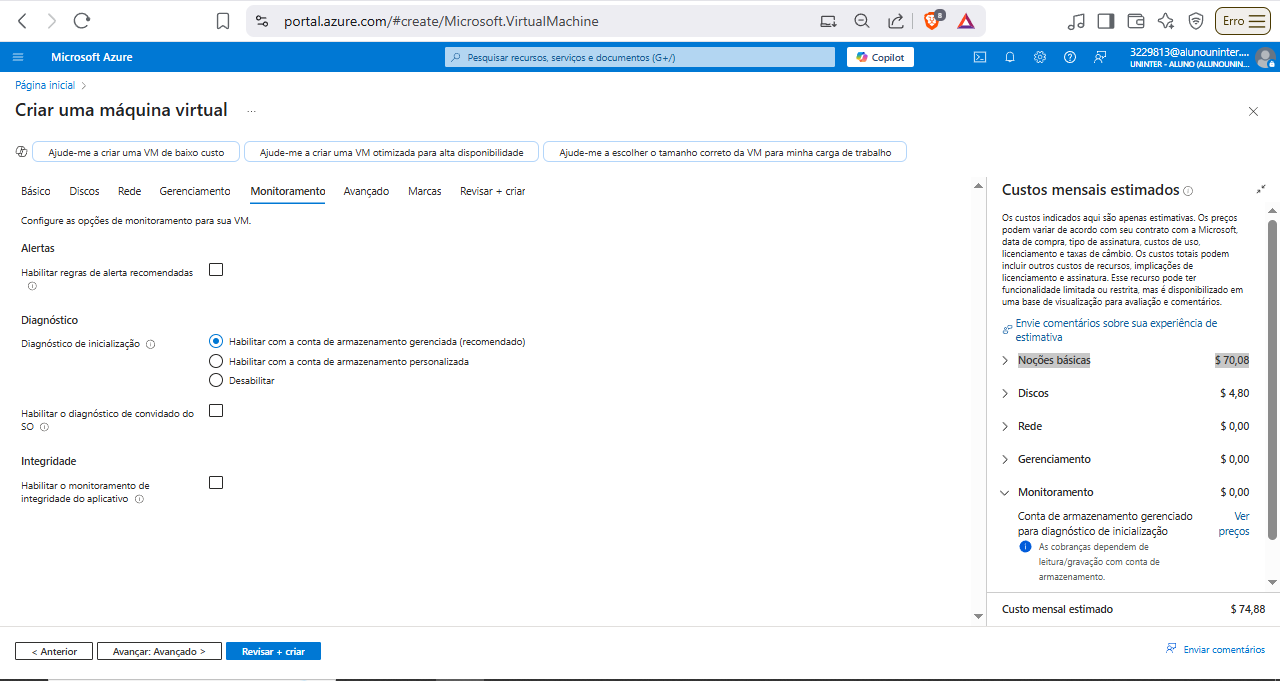 portal.azure.com/#create/Microsoft.VirtualMachine
8
Erro
Microsoft Azure
Pesquisar recursos, serviços e documentos (G+/)
Copilot
3229813@alunouninter....
UNINTER - ALUNO (ALUNOUNIN...
Página inicial
Criar uma máquina virtual
...
Ajude-me a criar uma VM de baixo custo
Ajude-me a criar uma VM otimizada para alta disponibilidade
Ajude-me a escolher o tamanho correto da VM para minha carga de trabalho
Básico
Discos
Rede
Gerenciamento
Monitoramento
Avançado
Marcas
Revisar + criar
Configure as opções de monitoramento para sua VM.
Alertas
Habilitar regras de alerta recomendadas
Diagnóstico
Diagnóstico de inicialização
Habilitar com a conta de armazenamento gerenciada (recomendado)
Habilitar com a conta de armazenamento personalizada
Desabilitar
Habilitar o diagnóstico de convidado do
SO
Integridade
Habilitar o monitoramento de
integridade do aplicativo
< Anterior
Avançar: Avançado >
Revisar + criar
Custos mensais estimados
Os custos indicados aqui são apenas estimativas. Os preços
podem variar de acordo com seu contrato com a Microsoft,
data de compra, tipo de assinatura, custos de uso,
licenciamento e taxas de câmbio. Os custos totais podem
incluir outros custos de recursos, implicações de
licenciamento e assinatura. Esse recurso pode ter
funcionalidade limitada ou restrita, mas é disponibilizado em
uma base de visualização para avaliação e comentários.
Envie comentários sobre sua experiência de
estimativa
Noções básicas $ 70,08
Discos $ 4,80
Rede $ 0,00
Gerenciamento $ 0,00
Monitoramento $ 0,00
Conta de armazenamento gerenciado Ver
para diagnóstico de inicialização preços
As cobranças dependem de
leitura/gravação com conta de
armazenamento.
Custo mensal estimado $ 74,88
Enviar comentários